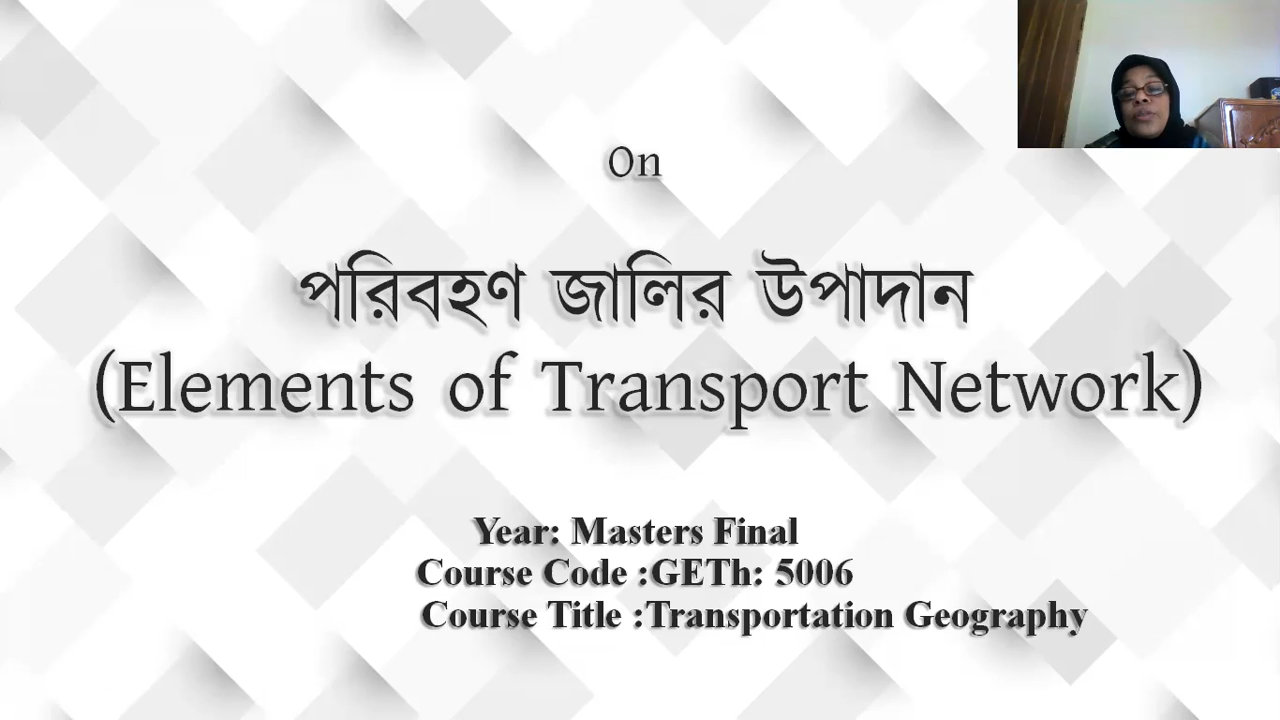 On
পরিবহণ জালির উপাদান
(Elements of Transport Network)
Year: Masters Final
Course Code :GETh: 5006
Course Title :Transportation Geography